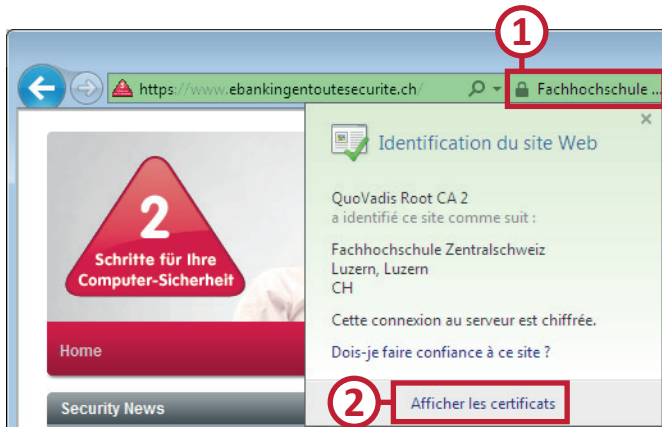 1
https://www.ebankingentoutesecurite.ch/
Fachhochschule ...
Identification du site Web
QuoVadis Root CA 2
a identifié ce site comme suit :
Fachhochschule Zentralschweiz
Luzern, Luzern
CH
Cette connexion au serveur est chiffrée.
Dois-je faire confiance à ce site ?
2
Afficher les certificats
2
Schritte für Ihre
Computer-Sicherheit
Home
Security News